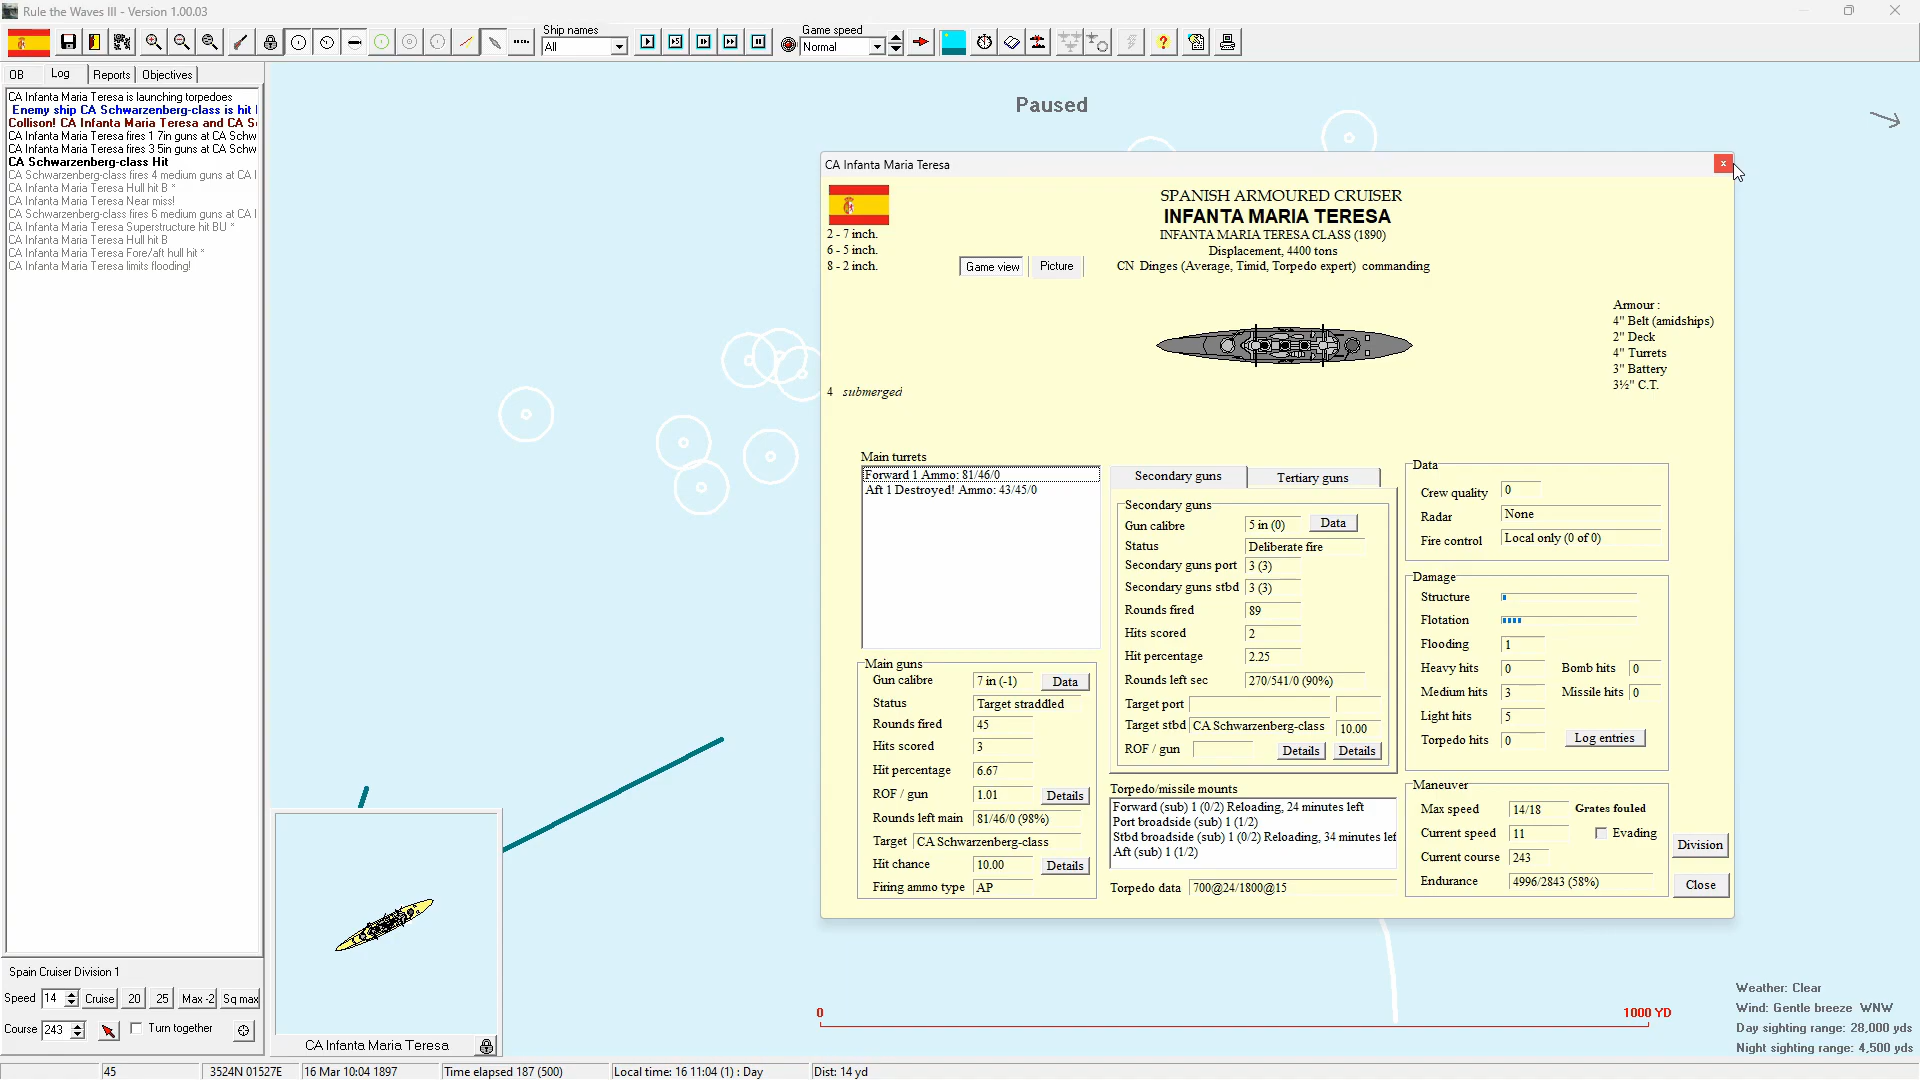 Rule the Waves III - Version 1.00.03
Ship names
All
Game speed
Normal
OB
Log
Reports
Objectives
CA Infanta Maria Teresa is launching torpedoes
Enemy ship CA Schwarzenberg-class is hit
Collison! CA Infanta Maria Teresa and CA S
CA Infanta Maria Teresa fires 1 7in guns at CA Schw
CA Infanta Maria Teresa fires 3 5in guns at CA Schw
CA Schwarzenberg-class Hit
CA Schwarzenberg-class fires 4 medium guns at CA I
CA Infanta Maria Teresa Hull hit B *
CA Infanta Maria Teresa Near miss!
CA Schwarzenberg-class fires 6 medium guns at CA I
CA Infanta Maria Teresa Superstructure hit BU *
CA Infanta Maria Teresa Hull hit B
CA Infanta Maria Teresa Fore/aft hull hit *
CA Infanta Maria Teresa limits flooding!
Paused
CA Infanta Maria Teresa
x
SPANISH ARMOURED CRUISER
INFANTA MARIA TERESA
INFANTA MARIA TERESA CLASS (1890)
Displacement, 4400 tons
CN Dinges (Average, Timid, Torpedo expert) commanding
2 - 7 inch.
6 - 5 inch.
8 - 2 inch.
Game view
Picture
Armour :
4" Belt (amidships)
2" Deck
4" Turrets
3" Battery
3½" C.T.
4 submerged
Main turrets
Forward 1 Ammo: 81/46/0
Aft 1 Destroyed! Ammo: 43/45/0
Main guns
Gun calibre 7 in (-1) Data
Status Target straddled
Rounds fired 45
Hits scored 3
Hit percentage 6.67
ROF / gun 1.01 Details
Rounds left main 81/46/0 (98%)
Target CA Schwarzenberg-class
Hit chance 10.00 Details
Firing ammo type AP
Secondary guns
Tertiary guns
Secondary guns
Gun calibre 5 in (0) Data
Status Deliberate fire
Secondary guns port 3 (3)
Secondary guns stbd 3 (3)
Rounds fired 89
Hits scored 2
Hit percentage 2.25
Rounds left sec 270/541/0 (90%)
Target port
Target stbd CA Schwarzenberg-class 10.00
ROF / gun Details Details
Torpedo/missile mounts
Forward (sub) 1 (0/2) Reloading, 24 minutes left
Port broadside (sub) 1 (1/2)
Stbd broadside (sub) 1 (0/2) Reloading, 34 minutes lef
Aft (sub) 1 (1/2)
Torpedo data 700@24/1800@15
Data
Crew quality 0
Radar None
Fire control Local only (0 of 0)
Damage
Structure
Flotation
Flooding 1
Heavy hits 0 Bomb hits 0
Medium hits 3 Missile hits 0
Light hits 5
Torpedo hits 0 Log entries
Maneuver
Max speed 14/18 Grates fouled
Current speed 11 Evading
Current course 243
Endurance 4996/2843 (58%)
Division
Close
Spain Cruiser Division 1
Speed 14 Cruise 20 25 Max -2 Sq max
Course 243 Turn together
CA Infanta Maria Teresa
0 1000 YD
Weather: Clear
Wind: Gentle breeze WNW
Day sighting range: 28,000 yds
Night sighting range: 4,500 yds
45 3524N 01527E 16 Mar 10:04 1897 Time elapsed 187 (500) Local time: 16 11:04 (1) : Day Dist: 14 yd